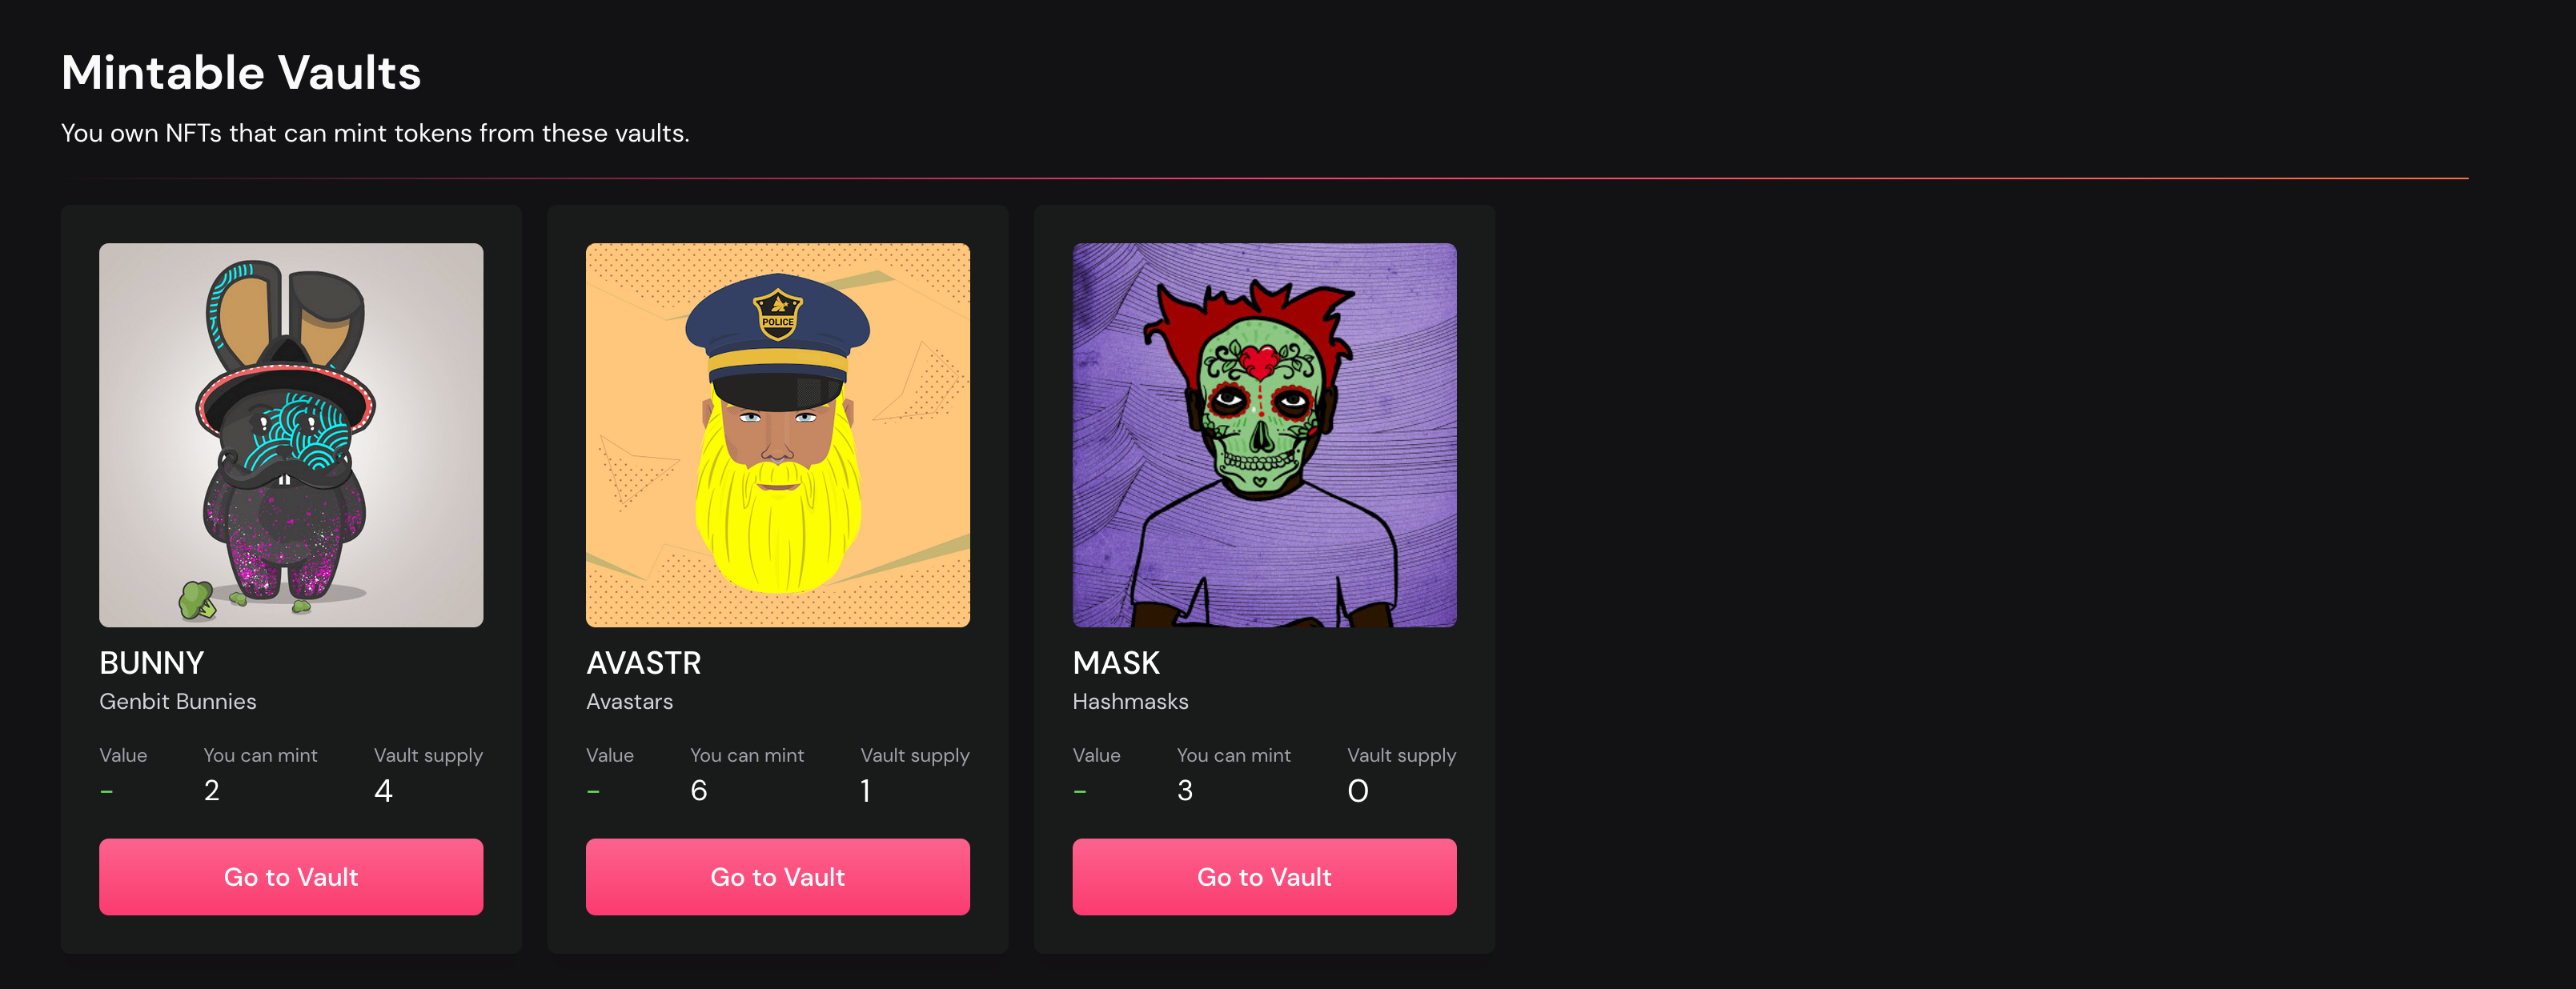 Mintable Vaults
You own NFTs that can mint tokens from these vaults.
POLICE
BUNNY
Genbit Bunnies
Value You can mint Vault supply
- 2 4
Go to Vault
AVASTR
Avastars
Value You can mint Vault supply
- 6 1
Go to Vault
MASK
Hashmasks
Value You can mint Vault supply
- 3 0
Go to Vault